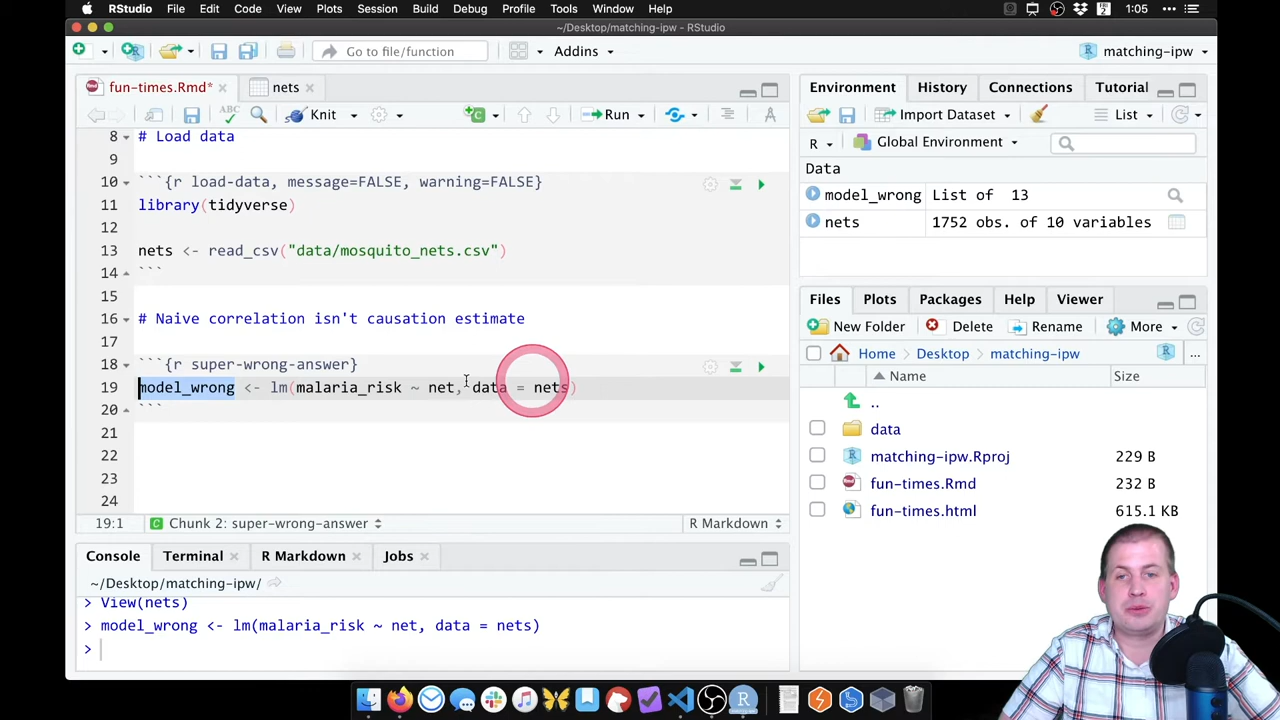 RStudio File Edit Code View Plots Session Build Debug Profile Tools Window Help 2 1:05
~/Desktop/matching-ipw - RStudio
Go to file/function Addins matching-ipw
fun-times.Rmd* nets
ABC Knit Run
8 # Load data
9
10 ```{r load-data, message=FALSE, warning=FALSE}
11 library(tidyverse)
12
13 nets <- read_csv("data/mosquito_nets.csv")
14 ```
15
16 # Naive correlation isn't causation estimate
17
18 ```{r super-wrong-answer}
19 model_wrong <- lm(malaria_risk ~ net, data = nets)
20 ```
21
22
23
24
19:1 Chunk 2: super-wrong-answer R Markdown
Console Terminal R Markdown Jobs
~/Desktop/matching-ipw/
> View(nets)
> model_wrong <- lm(malaria_risk ~ net, data = nets)
>
Environment History Connections Tutorial
Import Dataset List
R Global Environment
Data
model_wrong List of 13
nets 1752 obs. of 10 variables
Files Plots Packages Help Viewer
New Folder Delete Rename More
Home Desktop matching-ipw R ...
Name Size
..
data
matching-ipw.Rproj 229 B
fun-times.Rmd 232 B
fun-times.html 615.1 KB